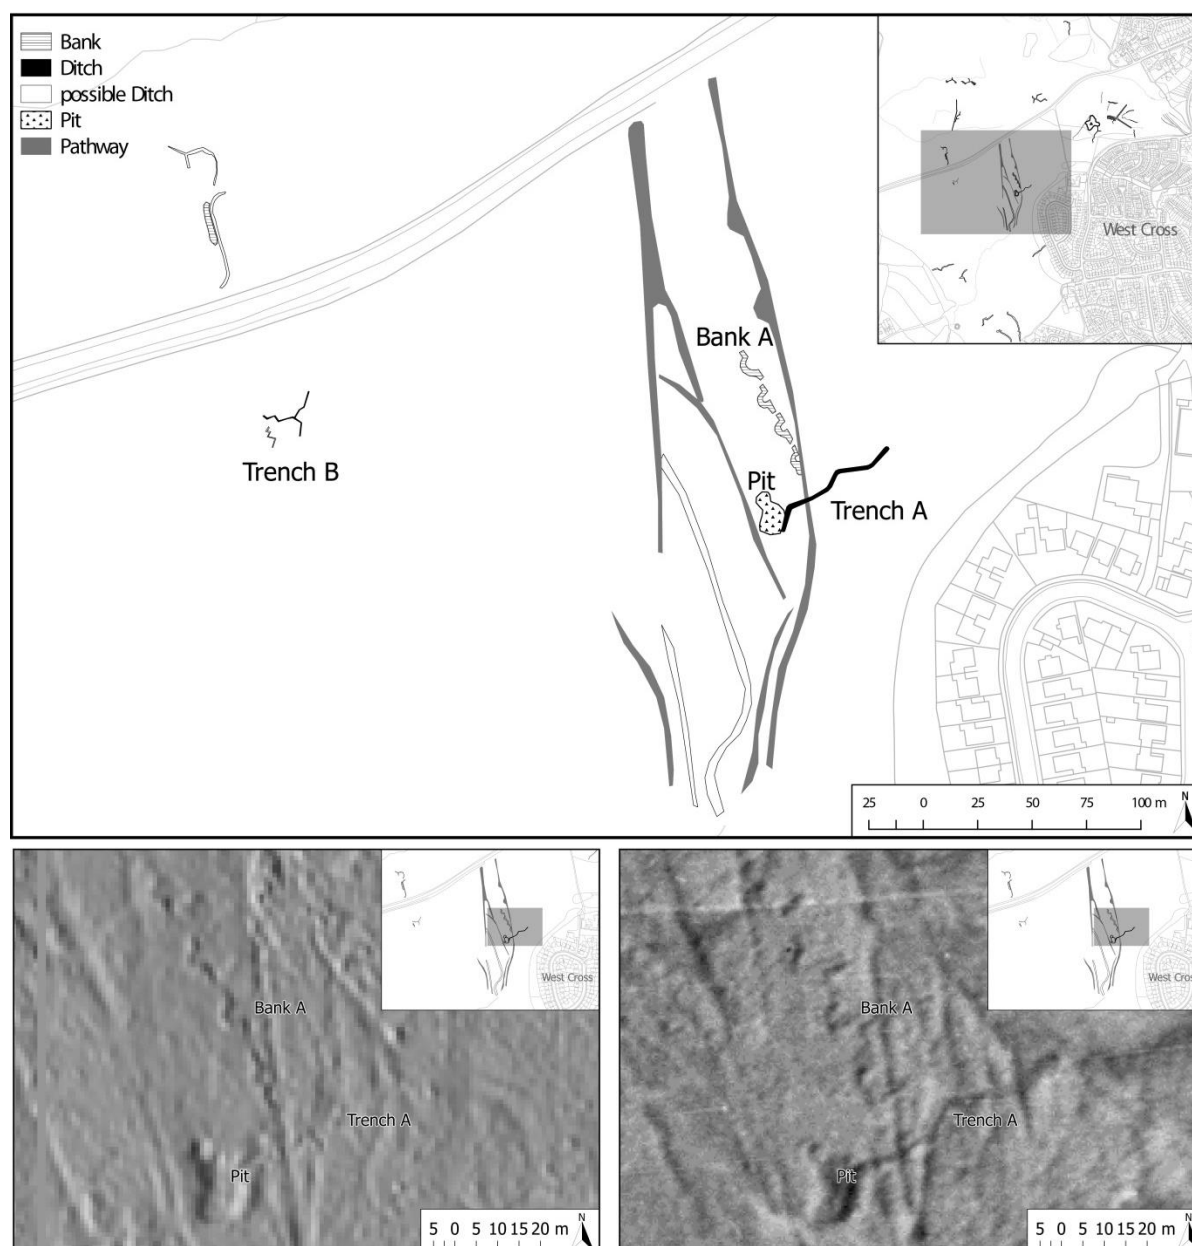 Bank
Ditch
possible Ditch
Pit
Pathway
West Cross
Bank A
Trench B
Pit
Trench A
25 0 25 50 75 100 m
N
West Cross
Bank A
Trench A
Pit
5 0 5 10 15 20 m
N
West Cross
Bank A
Trench A
Pit
5 0 5 10 15 20 m
N